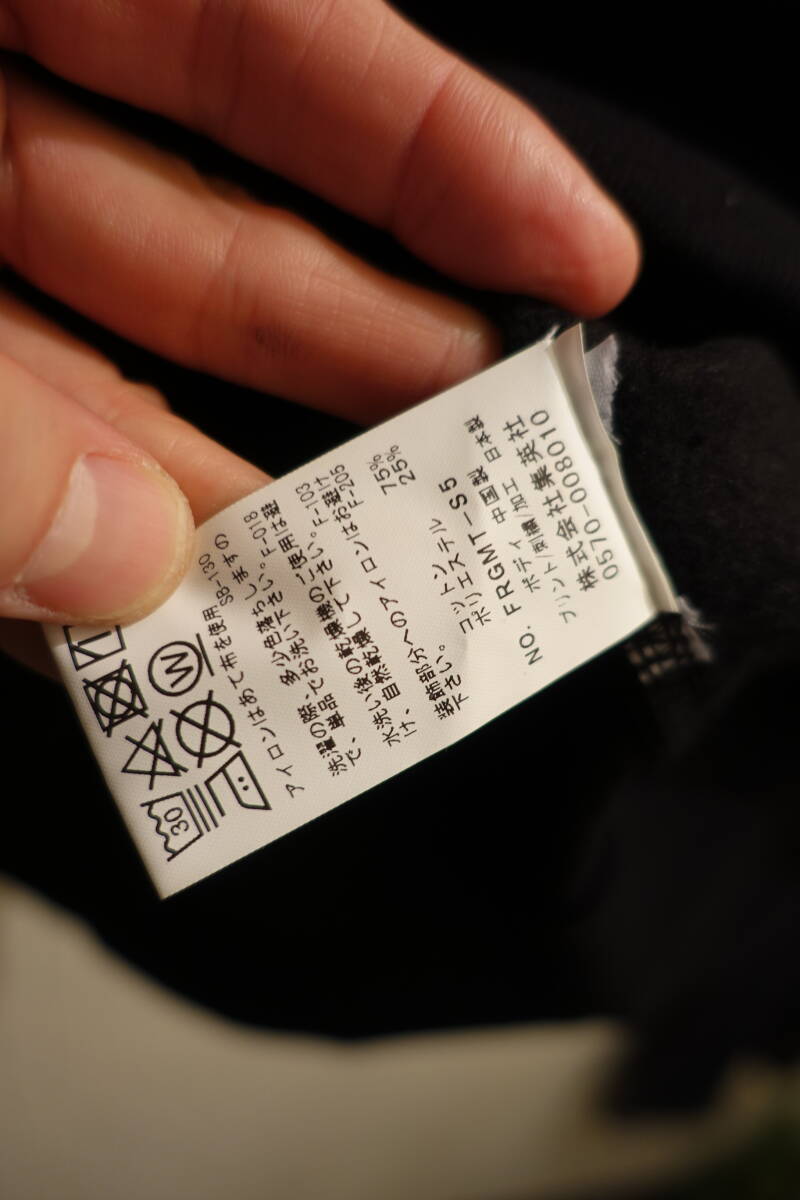 30
W
アイロンはあて布を使用 SB-130
洗濯の際、多少色落ちしますの
で、単品でお洗い下さい。F-018
水洗い後の乾燥機のご使用は避
け、自然乾燥して下さい。F-103
装飾部分へのアイロンはお避け
下さい。F-205
コットン 75%
ポリエステル 25%
NO. FRGMT-S5
ボディ 中国製
プリント/刺繍/加工 日本製
株式会社集英社
0570-008010